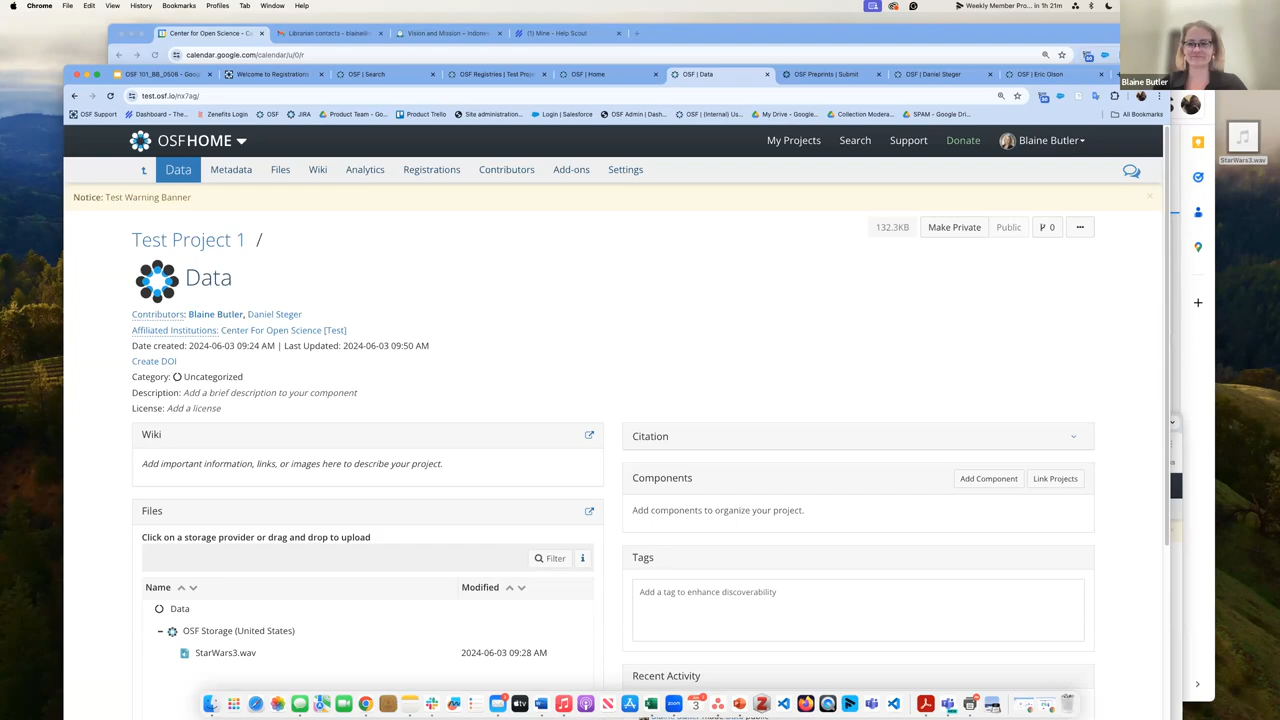 Chrome File Edit View History Bookmarks Profiles Tab Window Help Weekly Member Pro... in 1h 21m
Center for Open Science - Ca Librarian contacts - blaine@ Vision and Mission – Indones (1) Mine - Help Scout
calendar.google.com/calendar/u/0/r
OSF 101_BB_0508 - Goog Welcome to Registrations OSF | Search OSF Registries | Test Proj OSF | Home OSF | Data OSF Preprints | Submit OSF | Daniel Steger OSF | Eric Olson
Blaine Butler
test.osf.io/nx7ag/
OSF Support Dashboard - The... Zenefits Login OSF JIRA Product Team - Go... Product Trello Site administration... Login | Salesforce OSF Admin | Dash... OSF | (Internal) Us... My Drive - Google... Collection Modera... SPAM - Google Dri... All Bookmarks
OSFHOME My Projects Search Support Donate Blaine Butler
StarWars3.wav
Data Metadata Files Wiki Analytics Registrations Contributors Add-ons Settings
Notice: Test Warning Banner ×
132.3KB Make Private Public 0 ...
Test Project 1 /
Data
Contributors: Blaine Butler, Daniel Steger
Affiliated Institutions: Center For Open Science [Test]
Date created: 2024-06-03 09:24 AM | Last Updated: 2024-06-03 09:50 AM
Create DOI
Category: Uncategorized
Description: Add a brief description to your component
License: Add a license
Wiki
Add important information, links, or images here to describe your project.
Citation
Components Add Component Link Projects
Add components to organize your project.
Files
Click on a storage provider or drag and drop to upload
Filter i
Name Modified
Data
OSF Storage (United States)
StarWars3.wav 2024-06-03 09:28 AM
Tags
Add a tag to enhance discoverability
Recent Activity